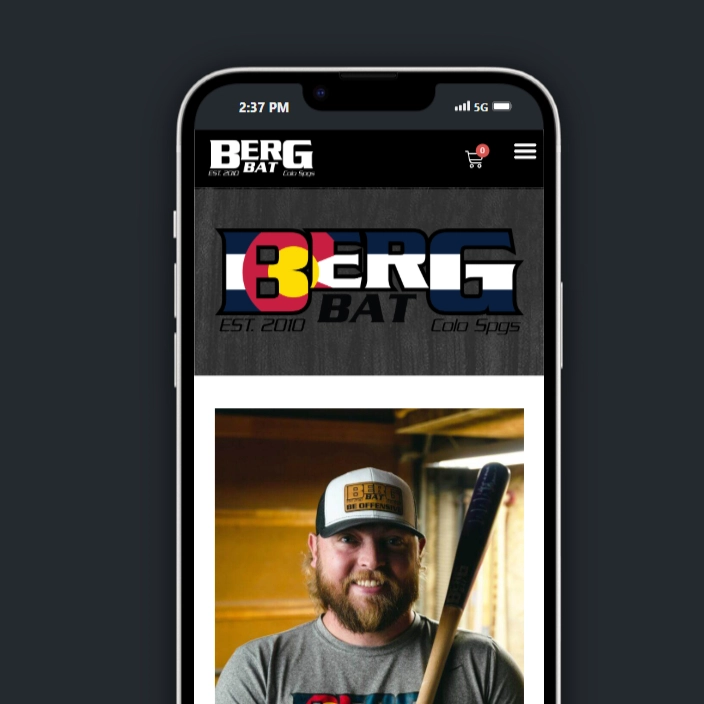 2:37 PM
5G
BERG
BAT
EST. 2010 Colo Spgs
0
BERG
BAT
EST. 2010 Colo Spgs
BERG
BAT
BE OFFENSIVE
BERG